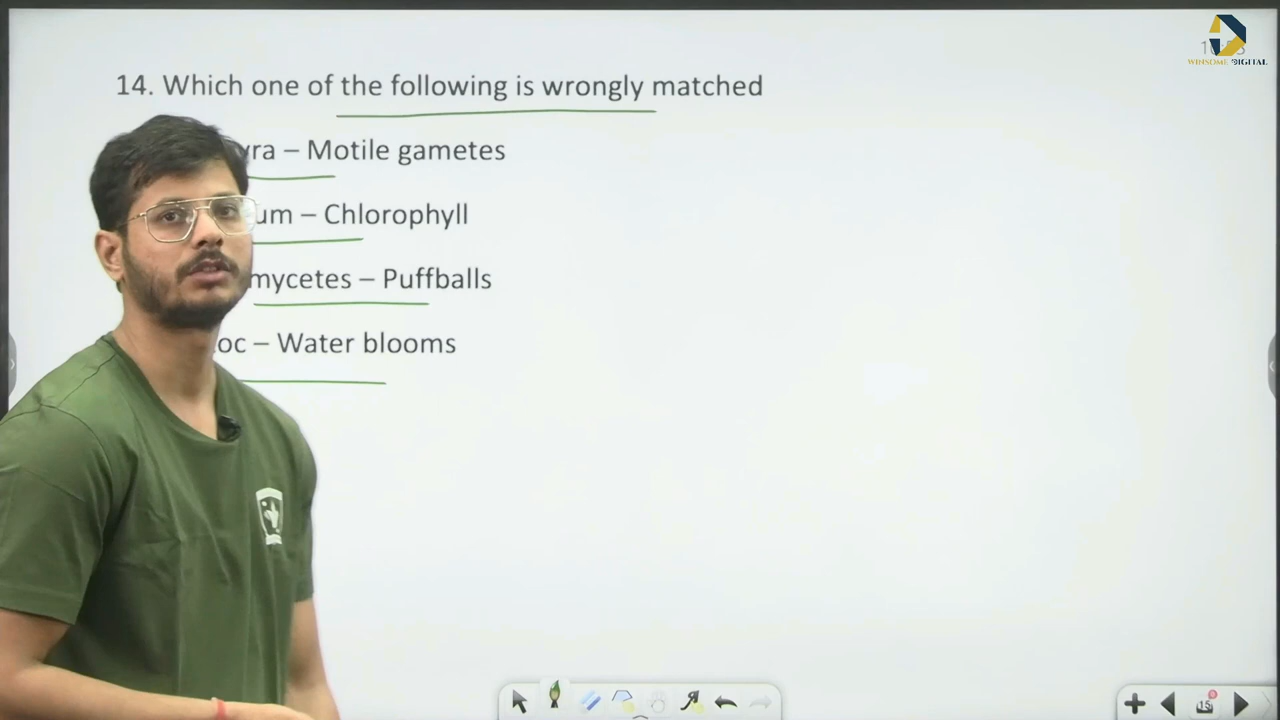 14. Which one of the following is wrongly matched
yra – Motile gametes
um – Chlorophyll
mycetes – Puffballs
oc – Water blooms
WINSOME DIGITAL
15